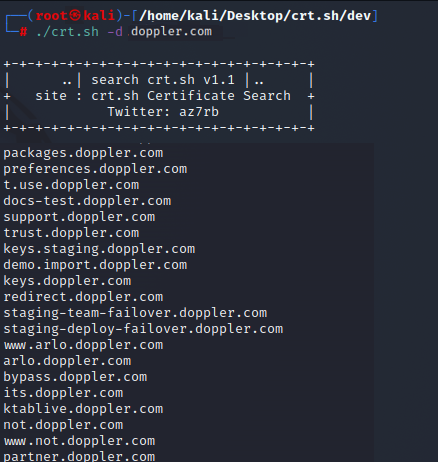 ┌──(root㉿kali)-[/home/kali/Desktop/crt.sh/dev]
└─# ./crt.sh -d doppler.com
+-+-+-+-+-+-+-+-+-+-+-+-+-+-+-+-+-+-+-+
|      ..| search crt.sh v1.1 |..     |
+   site : crt.sh Certificate Search  +
|            Twitter: az7rb           |
+-+-+-+-+-+-+-+-+-+-+-+-+-+-+-+-+-+-+-+
packages.doppler.com
preferences.doppler.com
t.use.doppler.com
docs-test.doppler.com
support.doppler.com
trust.doppler.com
keys.staging.doppler.com
demo.import.doppler.com
keys.doppler.com
redirect.doppler.com
staging-team-failover.doppler.com
staging-deploy-failover.doppler.com
www.arlo.doppler.com
arlo.doppler.com
bypass.doppler.com
its.doppler.com
ktablive.doppler.com
not.doppler.com
www.not.doppler.com
partner.doppler.com